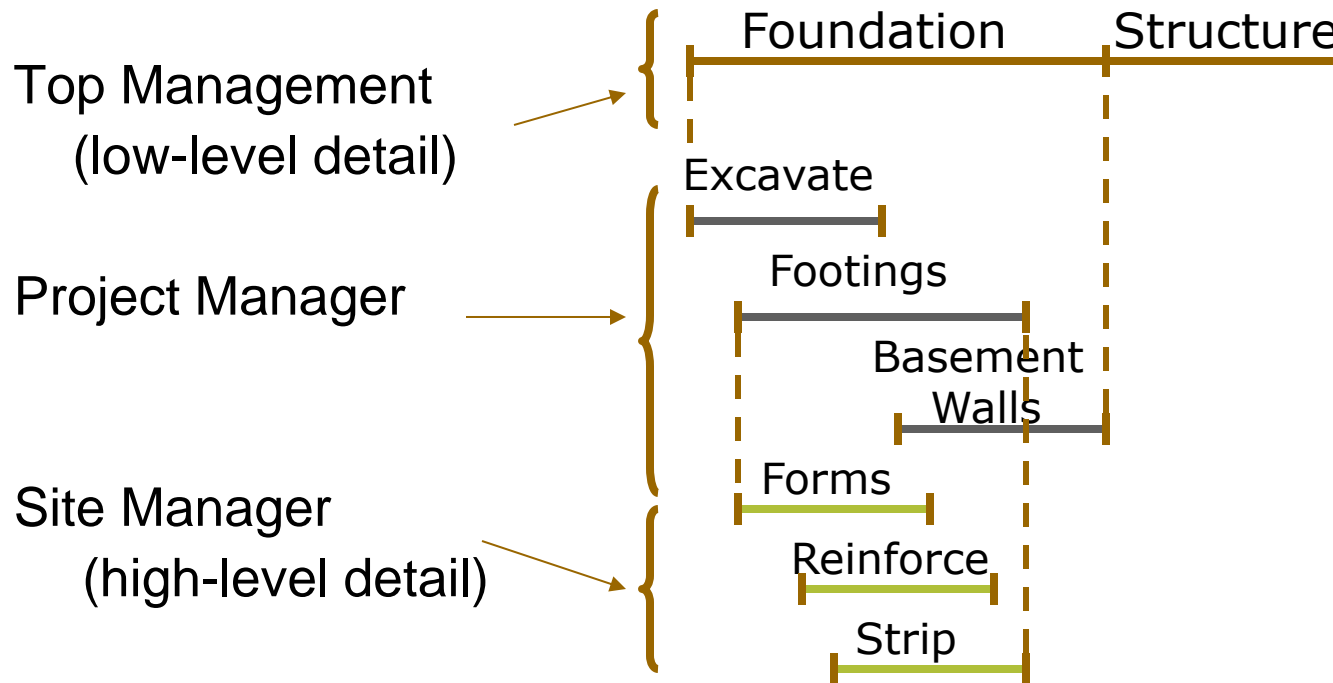 Foundation
Structure
Top Management
(low-level detail)
Excavate
Project Manager
Footings
Basement
Walls
Site Manager
(high-level detail)
Forms
Reinforce
Strip